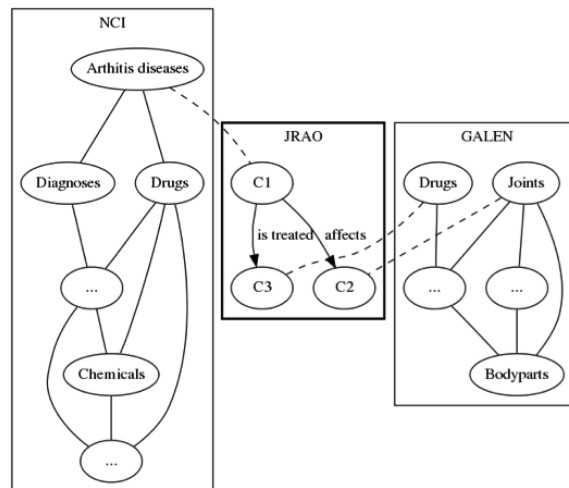 NCI
Arthitis diseases
JRAO
GALEN
Diagnoses
Drugs
C1
Drugs
Joints
is treated
affects
...
C3
C2
...
...
Chemicals
Bodyparts
...